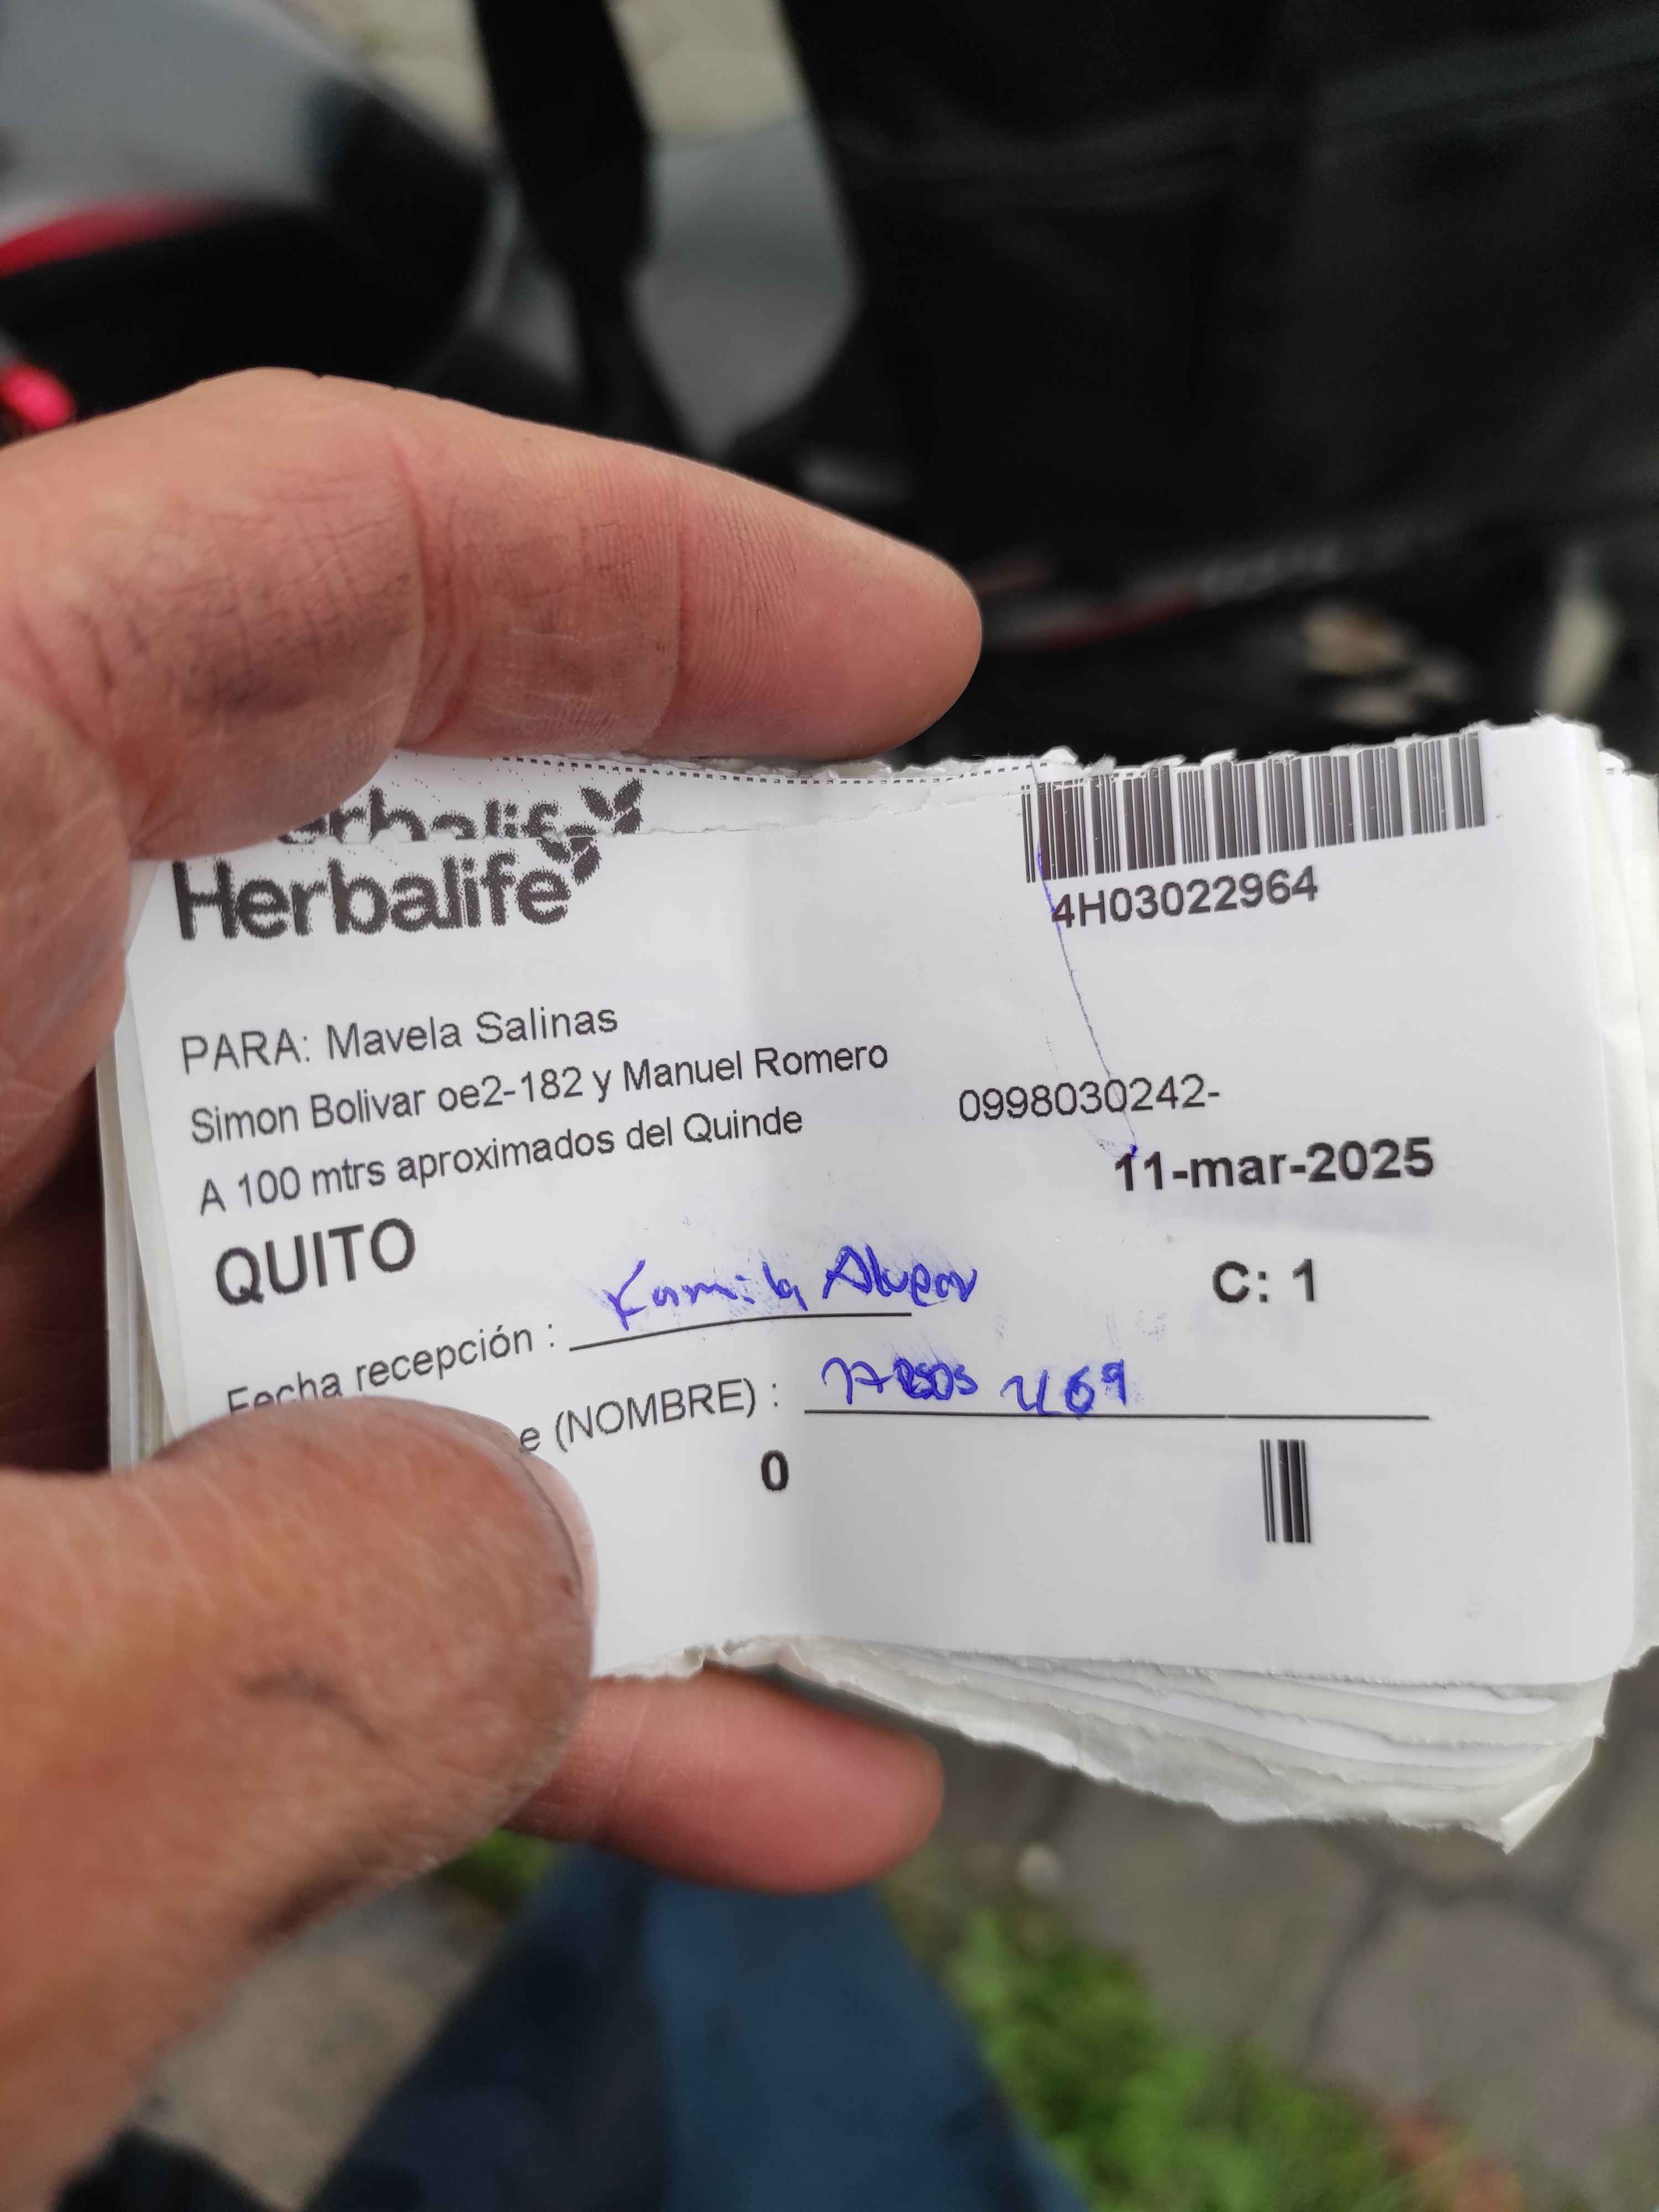 Herbalife
4H03022964
PARA: Mavela Salinas
Simon Bolivar oe2-182 y Manuel Romero
0998030242-
A 100 mtrs aproximados del Quinde
11-mar-2025
QUITO
C: 1
Fecha recepción : Kamila
e (NOMBRE) :
0